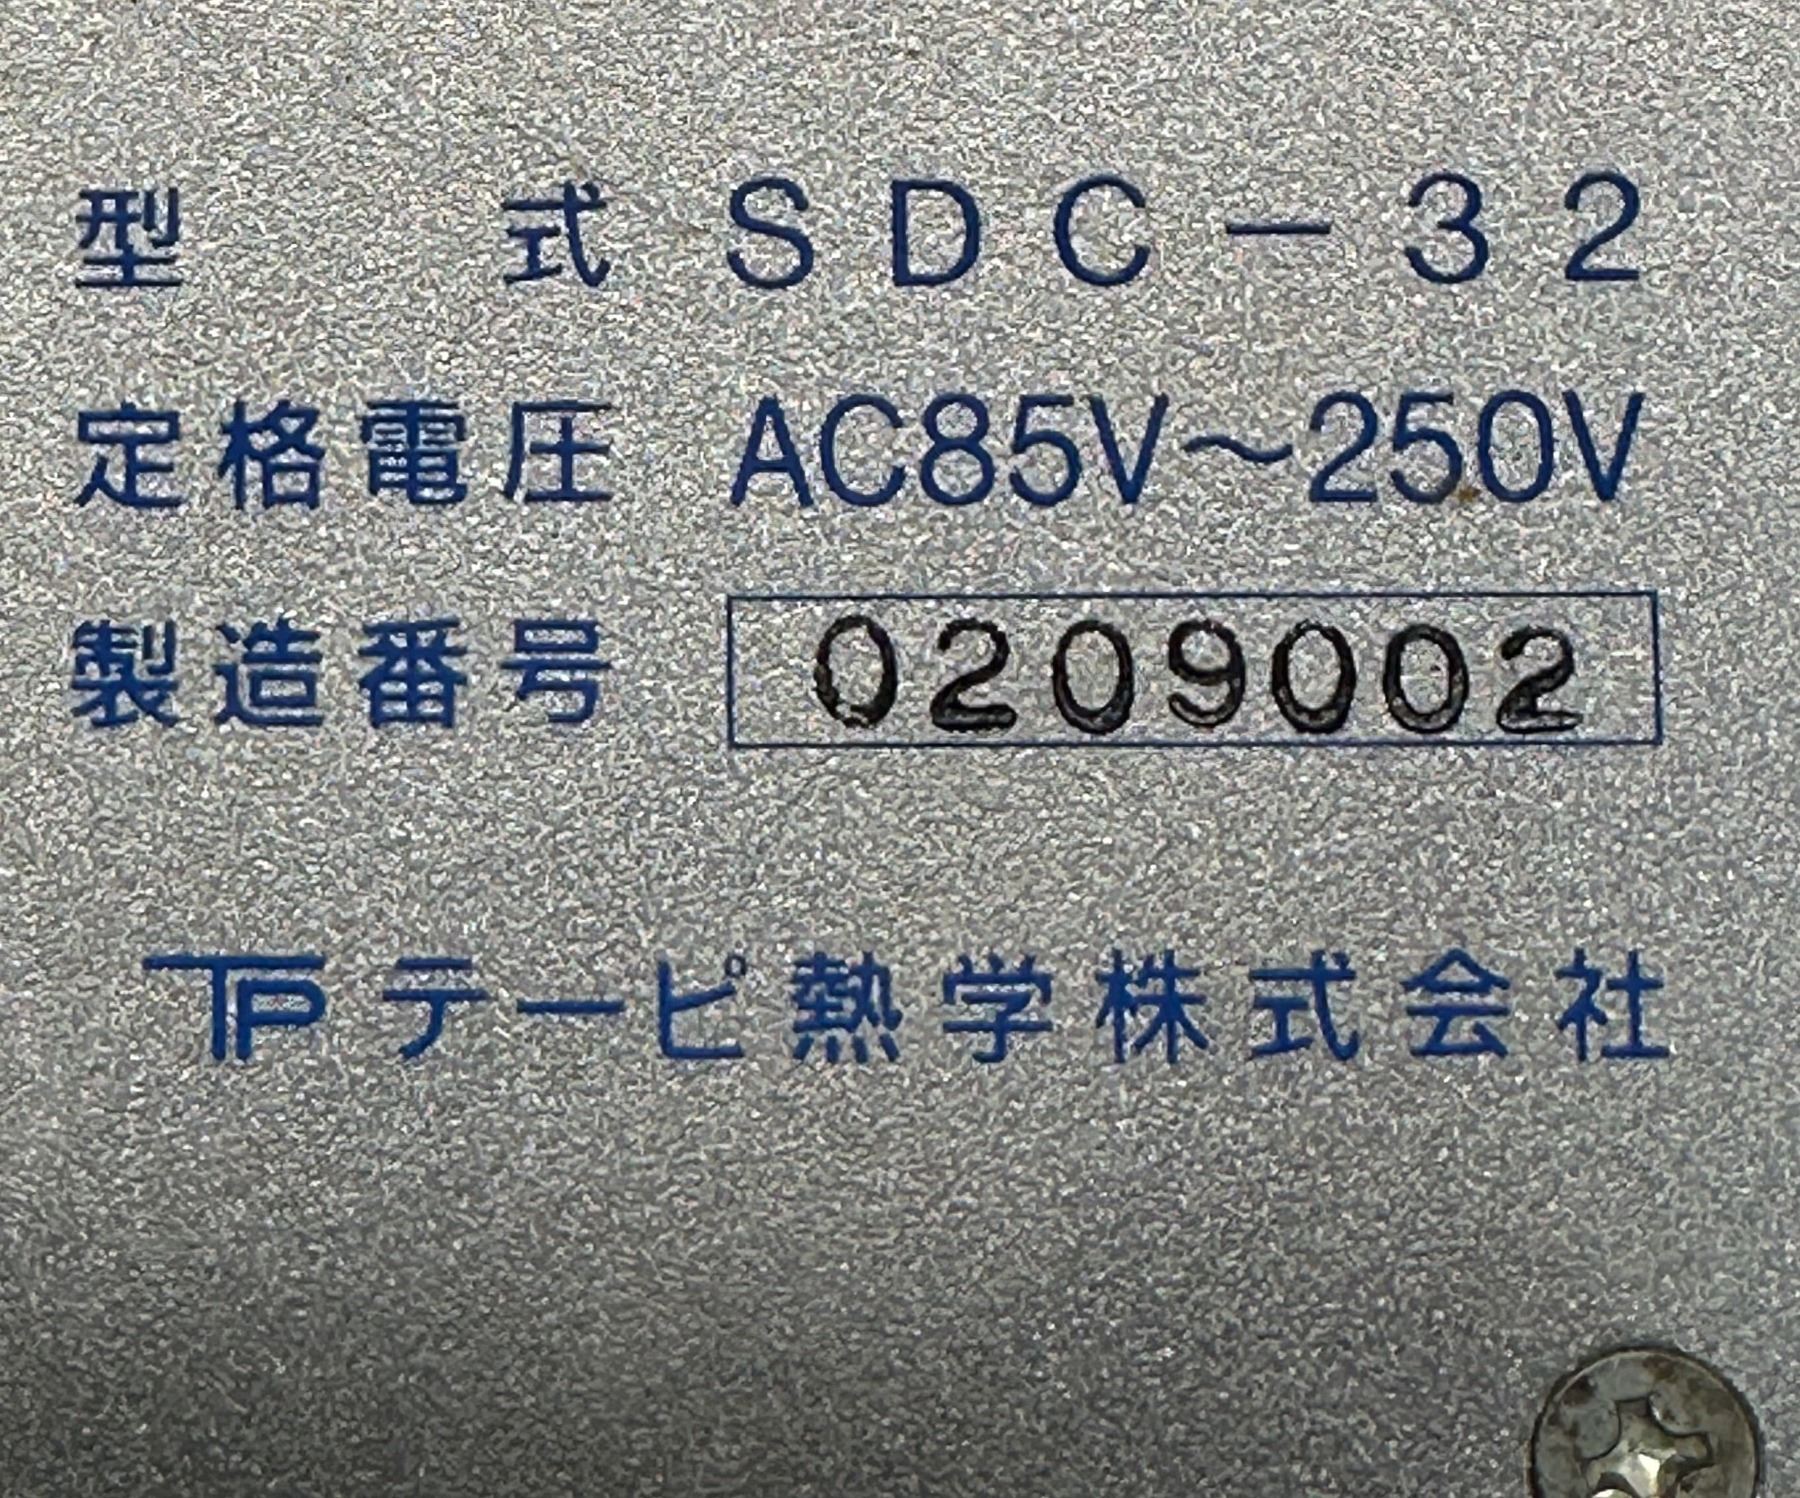 型　　式 SDC-32
定格電圧 AC85V～250V
製造番号 0209002
TP テーピ熱学株式会社